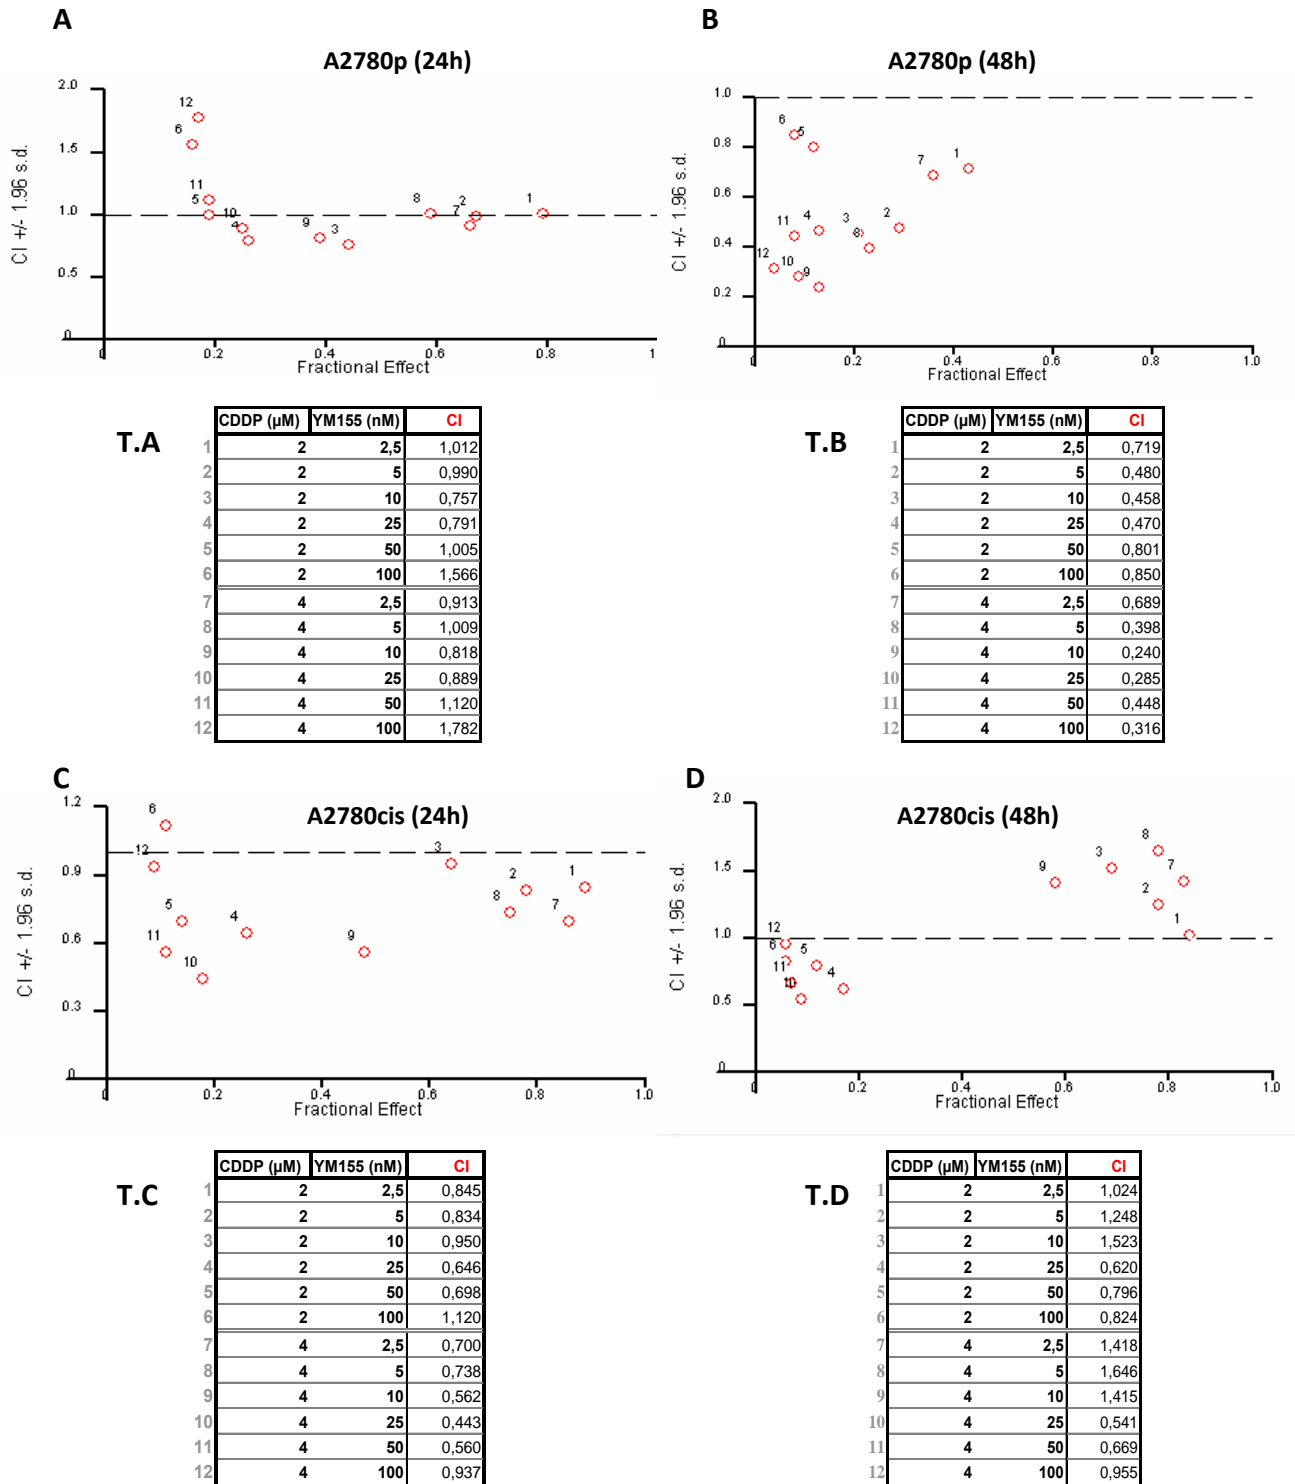 A
B
A2780p (24h)
A2780p (48h)
2.0
1.5
1.0
0.5
0
CI +/- 1.96 s.d.
12
6
11
5
10
4
9
3
8
2
7
1
0
0.2
0.4
0.6
0.8
1
Fractional Effect
1.0
0.8
0.6
0.4
0.2
0
CI +/- 1.96 s.d.
6
5
7
1
11
4
3
8
2
12
10
9
0.2
0.4
0.6
0.8
1.0
Fractional Effect
T.A
CDDP (µM) YM155 (nM) CI
1 2 2,5 1,012
2 2 5 0,990
3 2 10 0,757
4 2 25 0,791
5 2 50 1,005
6 2 100 1,566
7 4 2,5 0,913
8 4 5 1,009
9 4 10 0,818
10 4 25 0,889
11 4 50 1,120
12 4 100 1,782
T.B
CDDP (µM) YM155 (nM) CI
1 2 2,5 0,719
2 2 5 0,480
3 2 10 0,458
4 2 25 0,470
5 2 50 0,801
6 2 100 0,850
7 4 2,5 0,689
8 4 5 0,398
9 4 10 0,240
10 4 25 0,285
11 4 50 0,448
12 4 100 0,316
C
D
A2780cis (24h)
A2780cis (48h)
1.2
0.9
0.6
0.3
0
CI +/- 1.96 s.d.
6
12
5
11
10
4
9
3
8
2
7
1
0.2
0.4
0.6
0.8
1.0
Fractional Effect
2.0
1.5
1.0
0.5
0
CI +/- 1.96 s.d.
8
7
3
9
2
1
12
6
5
11
10
4
0.2
0.4
0.6
0.8
1.0
Fractional Effect
T.C
CDDP (µM) YM155 (nM) CI
1 2 2,5 0,845
2 2 5 0,834
3 2 10 0,950
4 2 25 0,646
5 2 50 0,698
6 2 100 1,120
7 4 2,5 0,700
8 4 5 0,738
9 4 10 0,562
10 4 25 0,443
11 4 50 0,560
12 4 100 0,937
T.D
CDDP (µM) YM155 (nM) CI
1 2 2,5 1,024
2 2 5 1,248
3 2 10 1,523
4 2 25 0,620
5 2 50 0,796
6 2 100 0,824
7 4 2,5 1,418
8 4 5 1,646
9 4 10 1,415
10 4 25 0,541
11 4 50 0,669
12 4 100 0,955